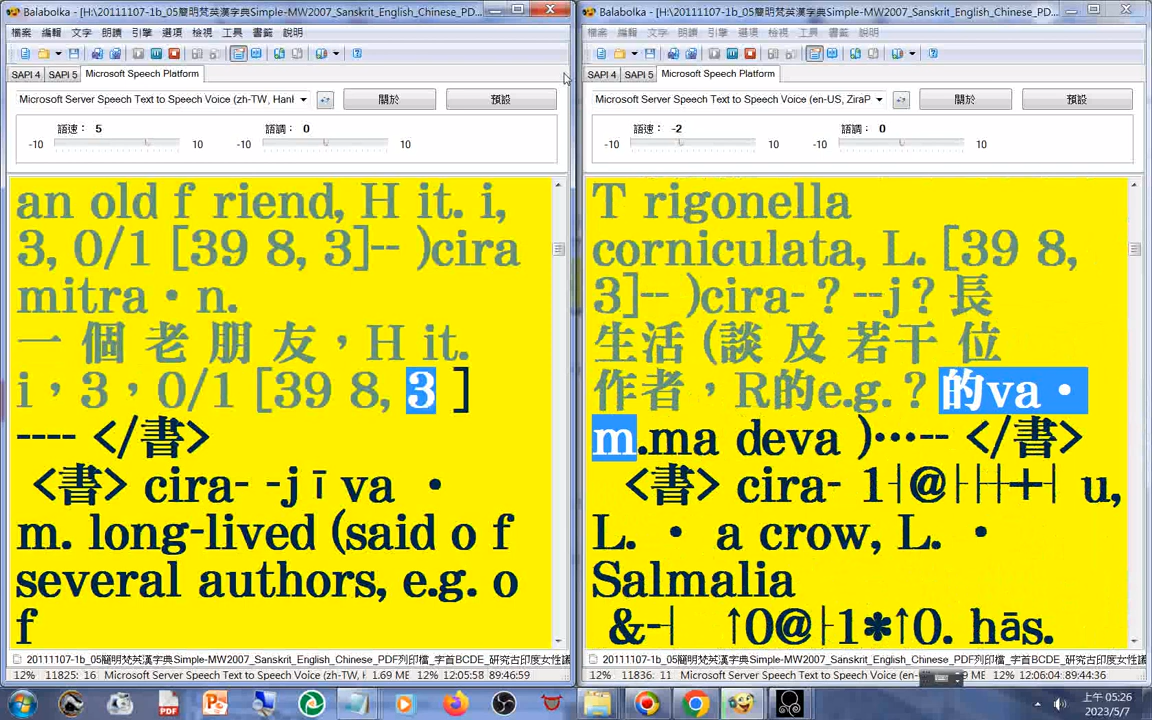 Balabolka - [H:\20111107-1b_05簡明梵英漢字典Simple-MW2007_Sanskrit_English_Chinese_PD...
檔案 編輯 文字 朗讀 引擎 選項 檢視 工具 書籤 說明
SAPI 4 SAPI 5 Microsoft Speech Platform
Microsoft Server Speech Text to Speech Voice (zh-TW, Hanl 關於 預設
語速： 5 語調： 0
-10 10 -10 10
an old f riend, H it. i,
3, 0/1 [39 8, 3]-- )cira
mitra • n.
一 個 老 朋 友，H it.
i，3，0/1 [39 8, 3 ]
---- </書>
<書> cira- -j ī va •
m. long-lived (said o f
several authors, e.g. o
f
20111107-1b_05簡明梵英漢字典Simple-MW2007_Sanskrit_English_Chinese_PDF列印檔_字首BCDE_研究古印度女性議
12% 11825: 16 Microsoft Server Speech Text to Speech Voice (zh-TW, H 1.69 MB 12% 12:05:58 89:46:59
Balabolka - [H:\20111107-1b_05簡明梵英漢字典Simple-MW2007_Sanskrit_English_Chinese_PD...
檔案 編輯 文字 朗讀 引擎 選項 檢視 工具 書籤 說明
SAPI 4 SAPI 5 Microsoft Speech Platform
Microsoft Server Speech Text to Speech Voice (en-US, ZiraP 關於 預設
語速： -2 語調： 0
-10 10 -10 10
T rigonella
corniculata, L. [39 8,
3]-- )cira-？--j？長
生活 (談 及 若干 位
作者，R的e.g.？的va•
m.ma deva )…-- </書>
<書> cira- 1┤@├├┼+┤ u,
L. • a crow, L. •
Salmalia
&-┤ ↑0@├1*↑0. hās.
20111107-1b_05簡明梵英漢字典Simple-MW2007_Sanskrit_English_Chinese_PDF列印檔_字首BCDE_研究古印度女性議
12% 11836: 11 Microsoft Server Speech Text to Speech Voice 12% 12:06:04 89:44:36
上午 05:26
2023/5/7